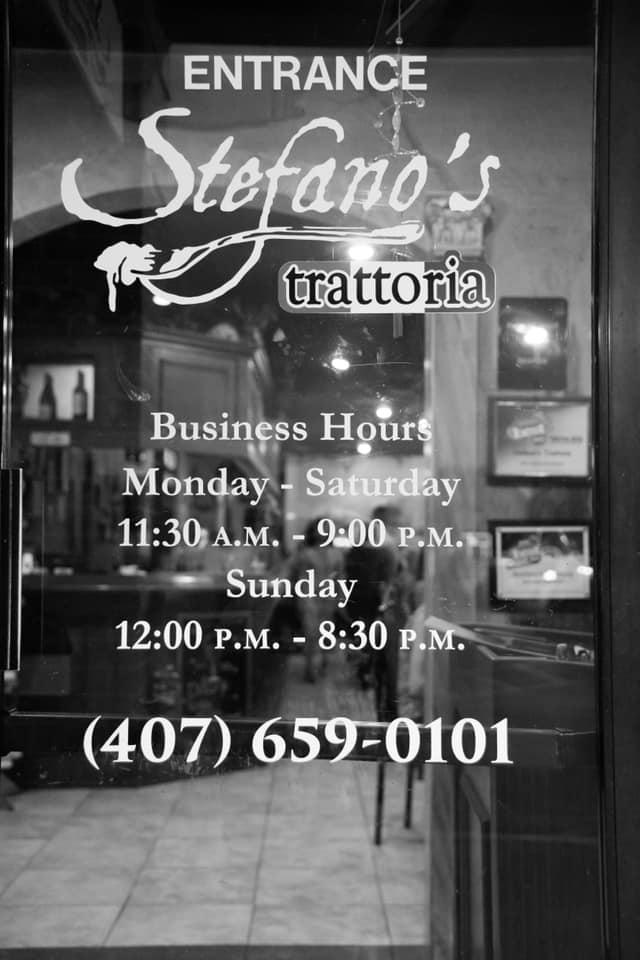 ENTRANCE
Stefano's
trattoria
Business Hours
Monday - Saturday
11:30 A.M. - 9:00 P.M.
Sunday
12:00 P.M. - 8:30 P.M.
(407) 659-0101